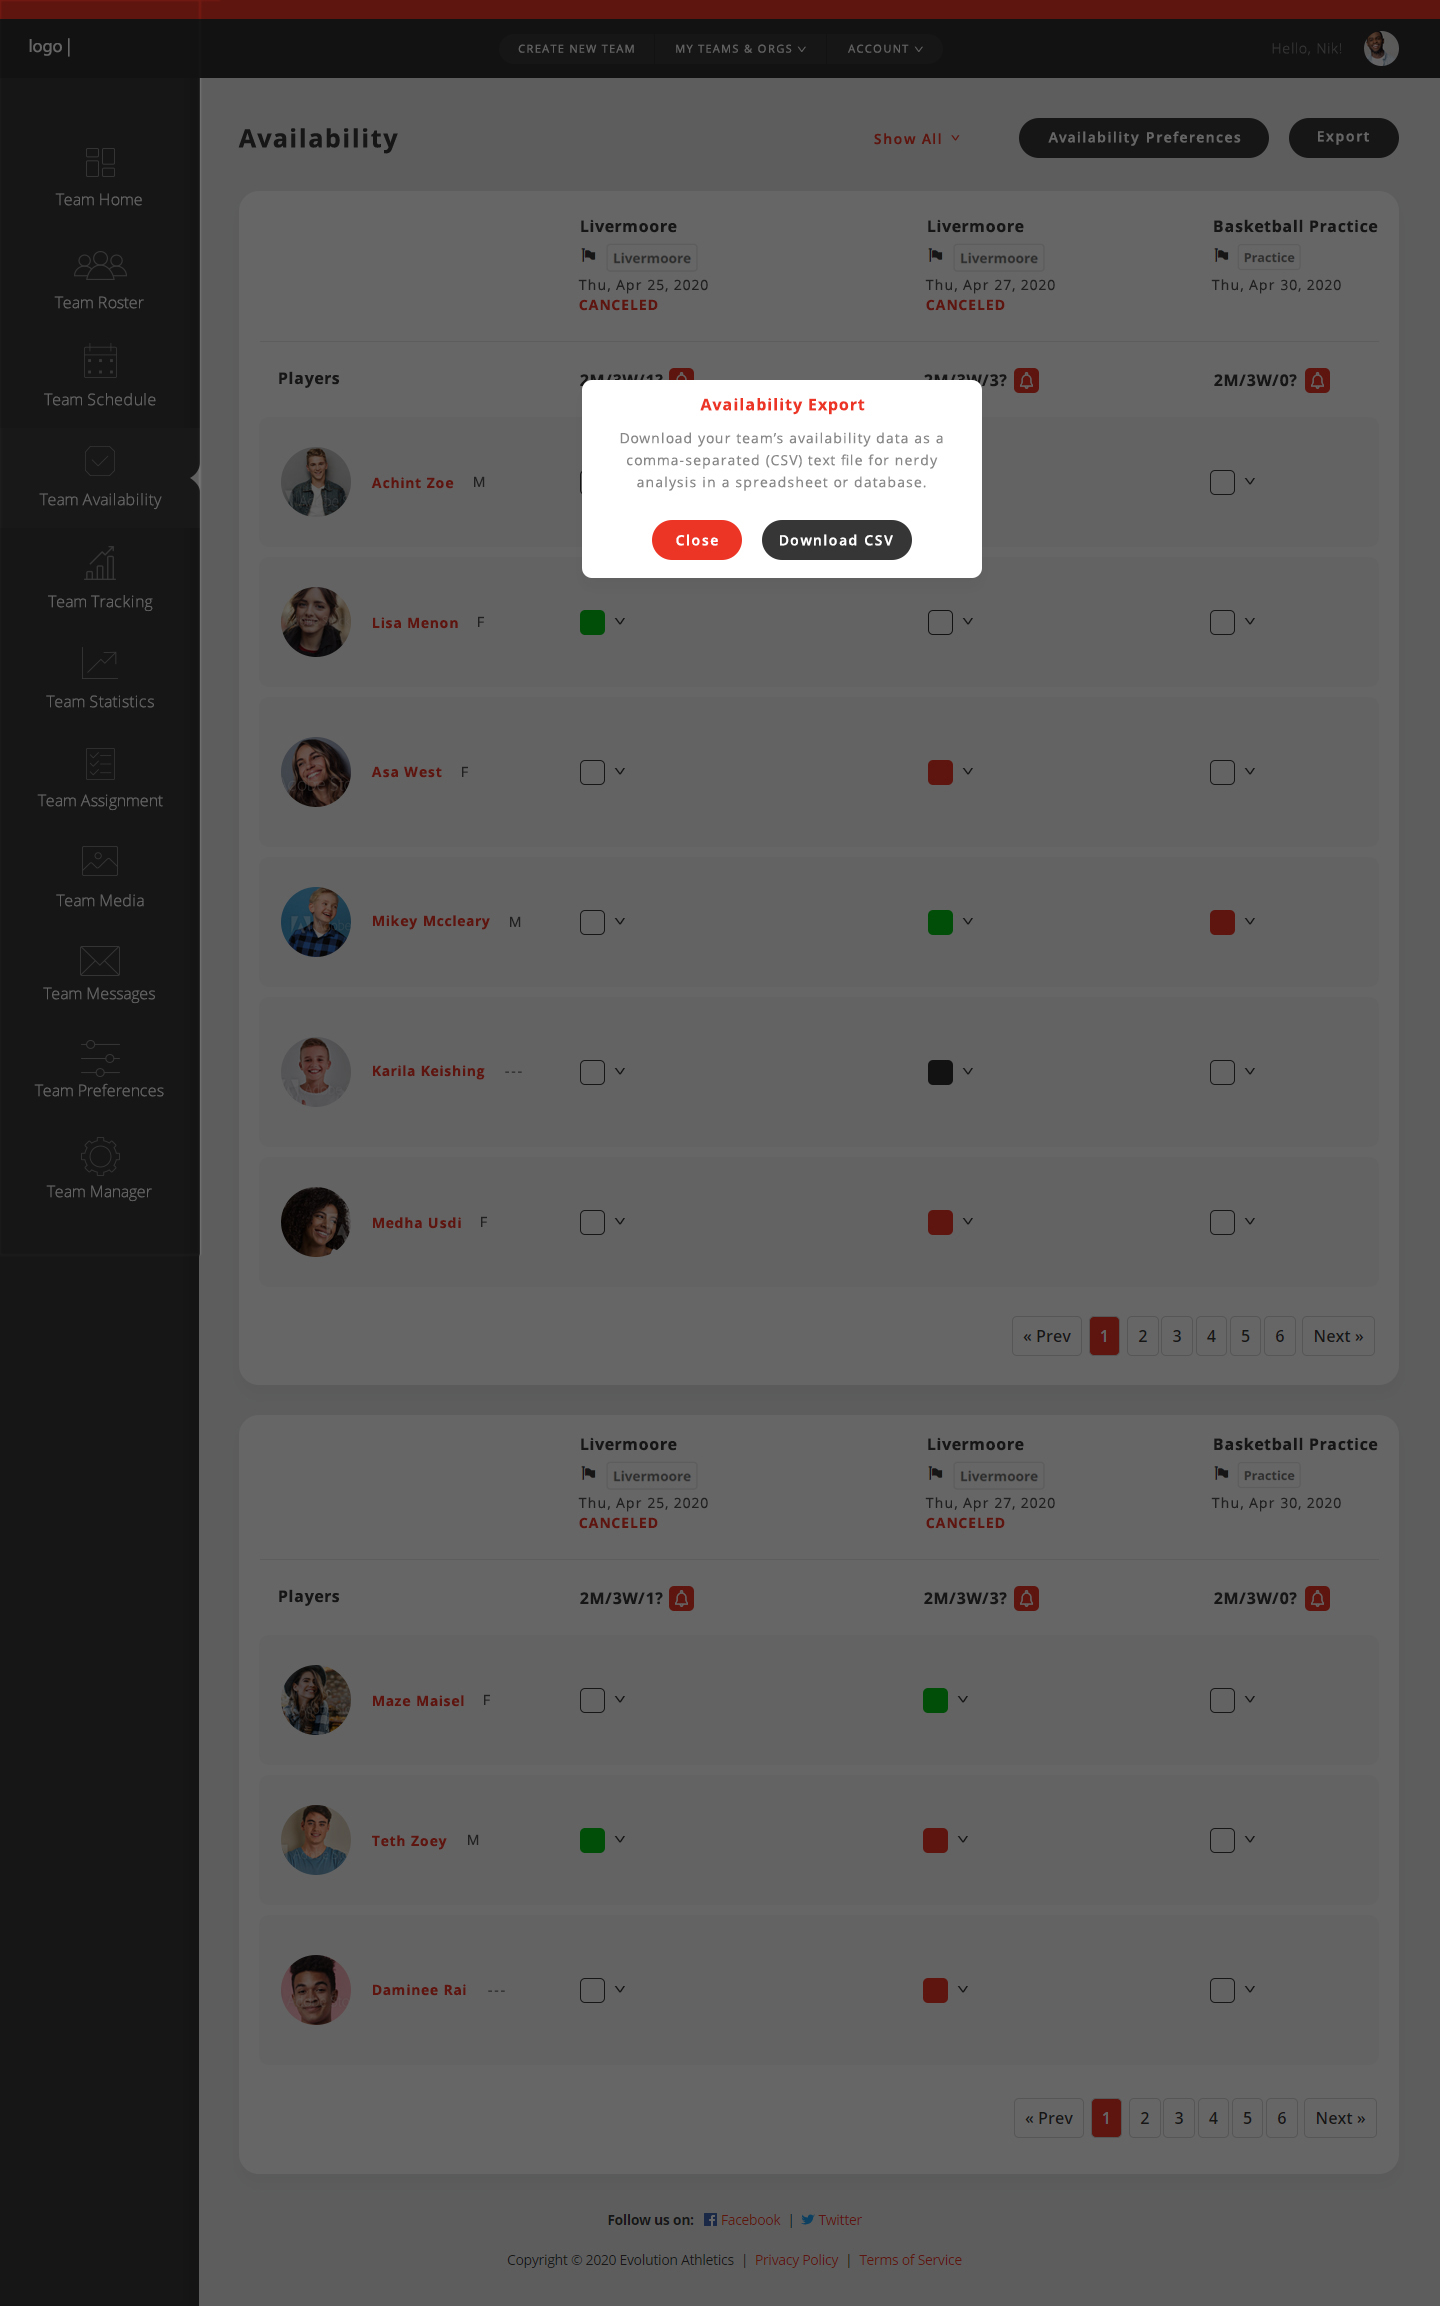 logo |
CREATE NEW TEAM
MY TEAMS & ORGS
ACCOUNT
Hello, Nik!
Team Home
Team Roster
Team Schedule
Team Availability
Team Tracking
Team Statistics
Team Assignment
Team Media
Team Messages
Team Preferences
Team Manager
Availability
Show All
Availability Preferences
Export
Livermoore
Livermoore
Basketball Practice
Livermoore
Livermoore
Practice
Thu, Apr 25, 2020
Thu, Apr 27, 2020
Thu, Apr 30, 2020
CANCELED
CANCELED
Players
2M/3W/1?
2M/3W/3?
2M/3W/0?
Availability Export
Download your team's availability data as a
comma-separated (CSV) text file for nerdy
analysis in a spreadsheet or database.
Close
Download CSV
Achint Zoe M
Lisa Menon F
Asa West F
Mikey Mccleary M
Karila Keishing ---
Medha Usdi F
« Prev 1 2 3 4 5 6 Next »
Livermoore
Livermoore
Basketball Practice
Livermoore
Livermoore
Practice
Thu, Apr 25, 2020
Thu, Apr 27, 2020
Thu, Apr 30, 2020
CANCELED
CANCELED
Players
2M/3W/1?
2M/3W/3?
2M/3W/0?
Maze Maisel F
Teth Zoey M
Daminee Rai ---
« Prev 1 2 3 4 5 6 Next »
Follow us on: Facebook | Twitter
Copyright © 2020 Evolution Athletics | Privacy Policy | Terms of Service